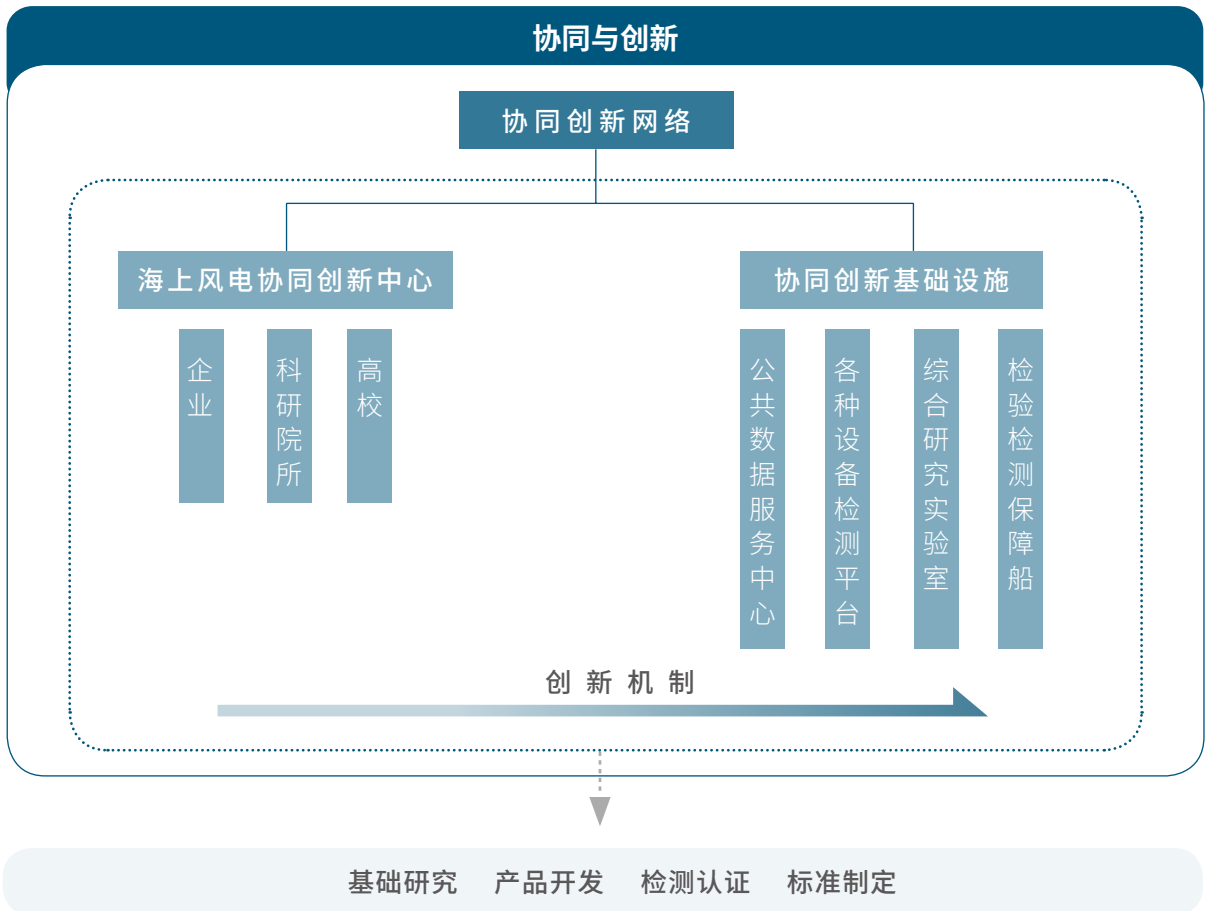 协同与创新
协同创新网络
海上风电协同创新中心
协同创新基础设施
企业
科研院所
高校
公共数据服务中心
各种设备检测平台
综合研究实验室
检验检测保障船
创新机制
基础研究 产品开发 检测认证 标准制定